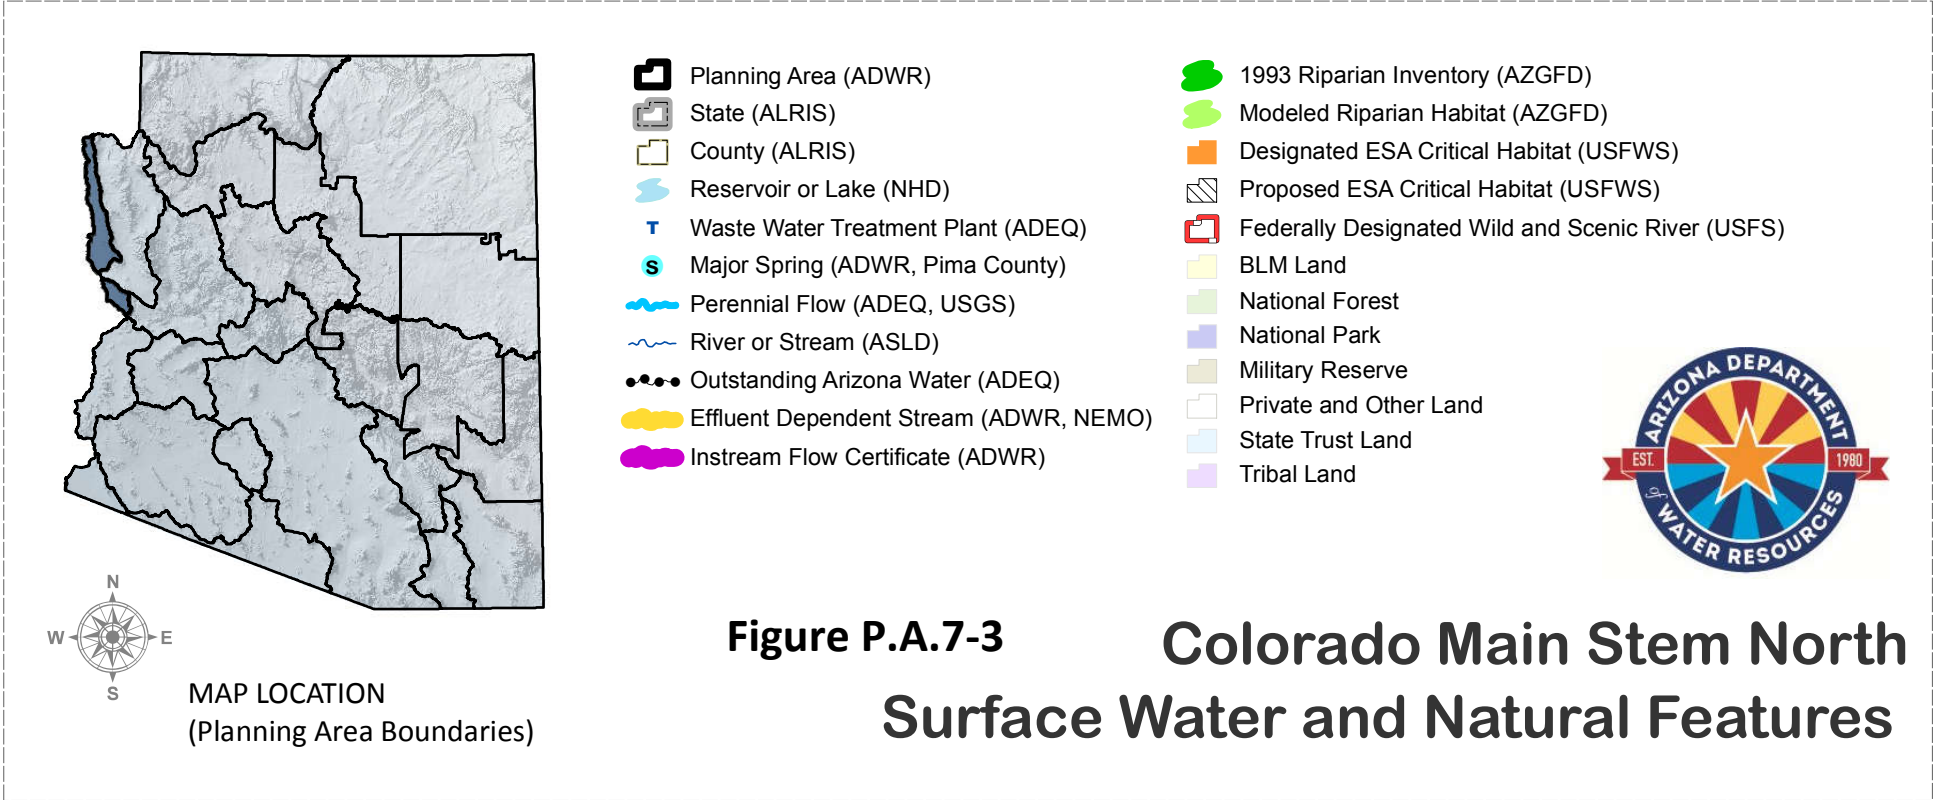 Planning Area (ADWR)
State (ALRIS)
County (ALRIS)
Reservoir or Lake (NHD)
T Waste Water Treatment Plant (ADEQ)
S Major Spring (ADWR, Pima County)
Perennial Flow (ADEQ, USGS)
River or Stream (ASLD)
Outstanding Arizona Water (ADEQ)
Effluent Dependent Stream (ADWR, NEMO)
Instream Flow Certificate (ADWR)
1993 Riparian Inventory (AZGFD)
Modeled Riparian Habitat (AZGFD)
Designated ESA Critical Habitat (USFWS)
Proposed ESA Critical Habitat (USFWS)
Federally Designated Wild and Scenic River (USFS)
BLM Land
National Forest
National Park
Military Reserve
Private and Other Land
State Trust Land
Tribal Land
ARIZONA DEPARTMENT
EST. 1980
of WATER RESOURCES
N
W E
S
MAP LOCATION
(Planning Area Boundaries)
Figure P.A.7-3
Colorado Main Stem North
Surface Water and Natural Features